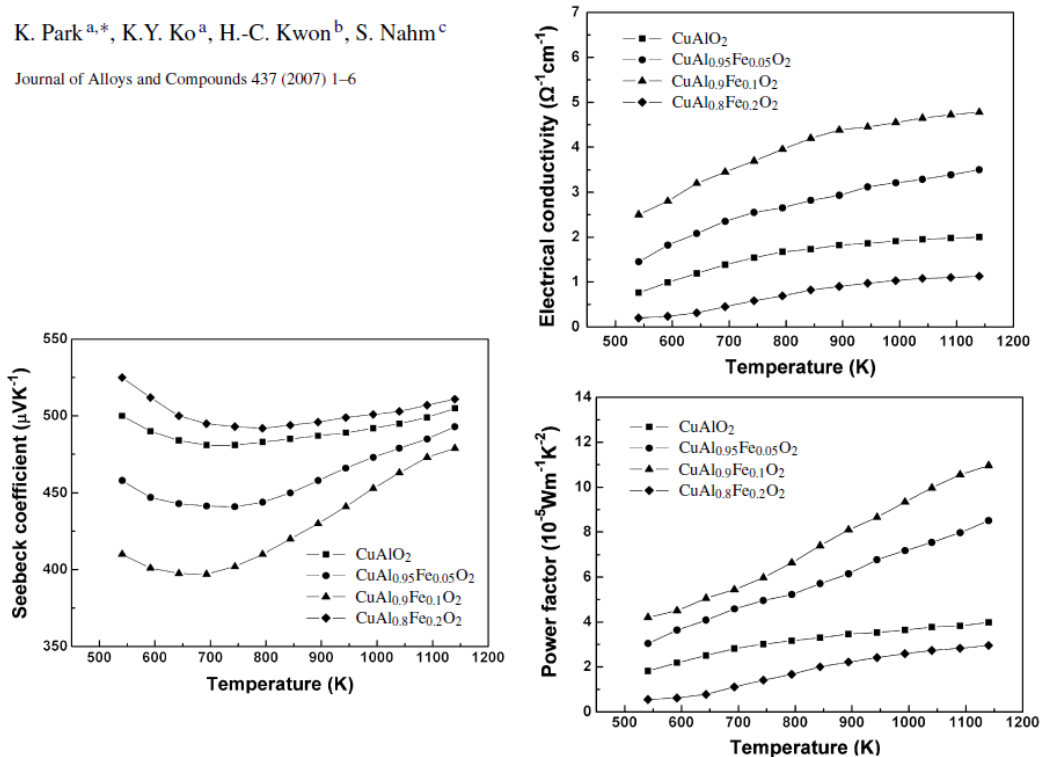 K. Park a,*, K.Y. Ko a, H.-C. Kwon b, S. Nahm c
Journal of Alloys and Compounds 437 (2007) 1–6
7
6
5
4
3
2
1
0
Electrical conductivity (Ω⁻¹cm⁻¹)
CuAlO₂
CuAl₀.₉₅Fe₀.₀₅O₂
CuAl₀.₉Fe₀.₁O₂
CuAl₀.₈Fe₀.₂O₂
500 600 700 800 900 1000 1100 1200
Temperature (K)
550
500
450
400
350
Seebeck coefficient (μVK⁻¹)
CuAlO₂
CuAl₀.₉₅Fe₀.₀₅O₂
CuAl₀.₉Fe₀.₁O₂
CuAl₀.₈Fe₀.₂O₂
500 600 700 800 900 1000 1100 1200
Temperature (K)
14
12
10
8
6
4
2
0
Power factor (10⁻⁵Wm⁻¹K⁻²)
CuAlO₂
CuAl₀.₉₅Fe₀.₀₅O₂
CuAl₀.₉Fe₀.₁O₂
CuAl₀.₈Fe₀.₂O₂
500 600 700 800 900 1000 1100 1200
Temperature (K)